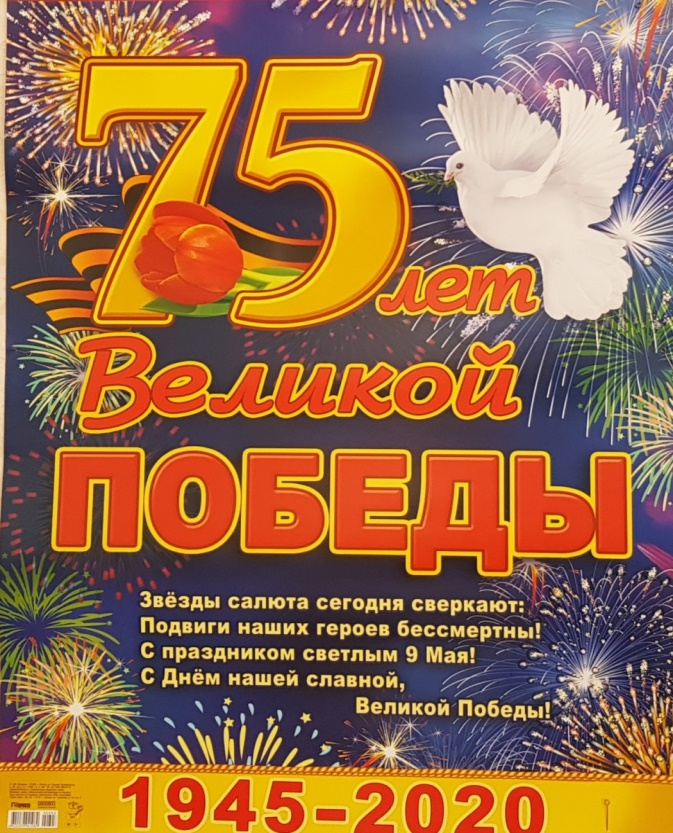 75 лет
Великой
ПОБЕДЫ
Звёзды салюта сегодня сверкают:
Подвиги наших героев бессмертны!
С праздником светлым 9 Мая!
С Днём нашей славной,
Великой Победы!
1945-2020